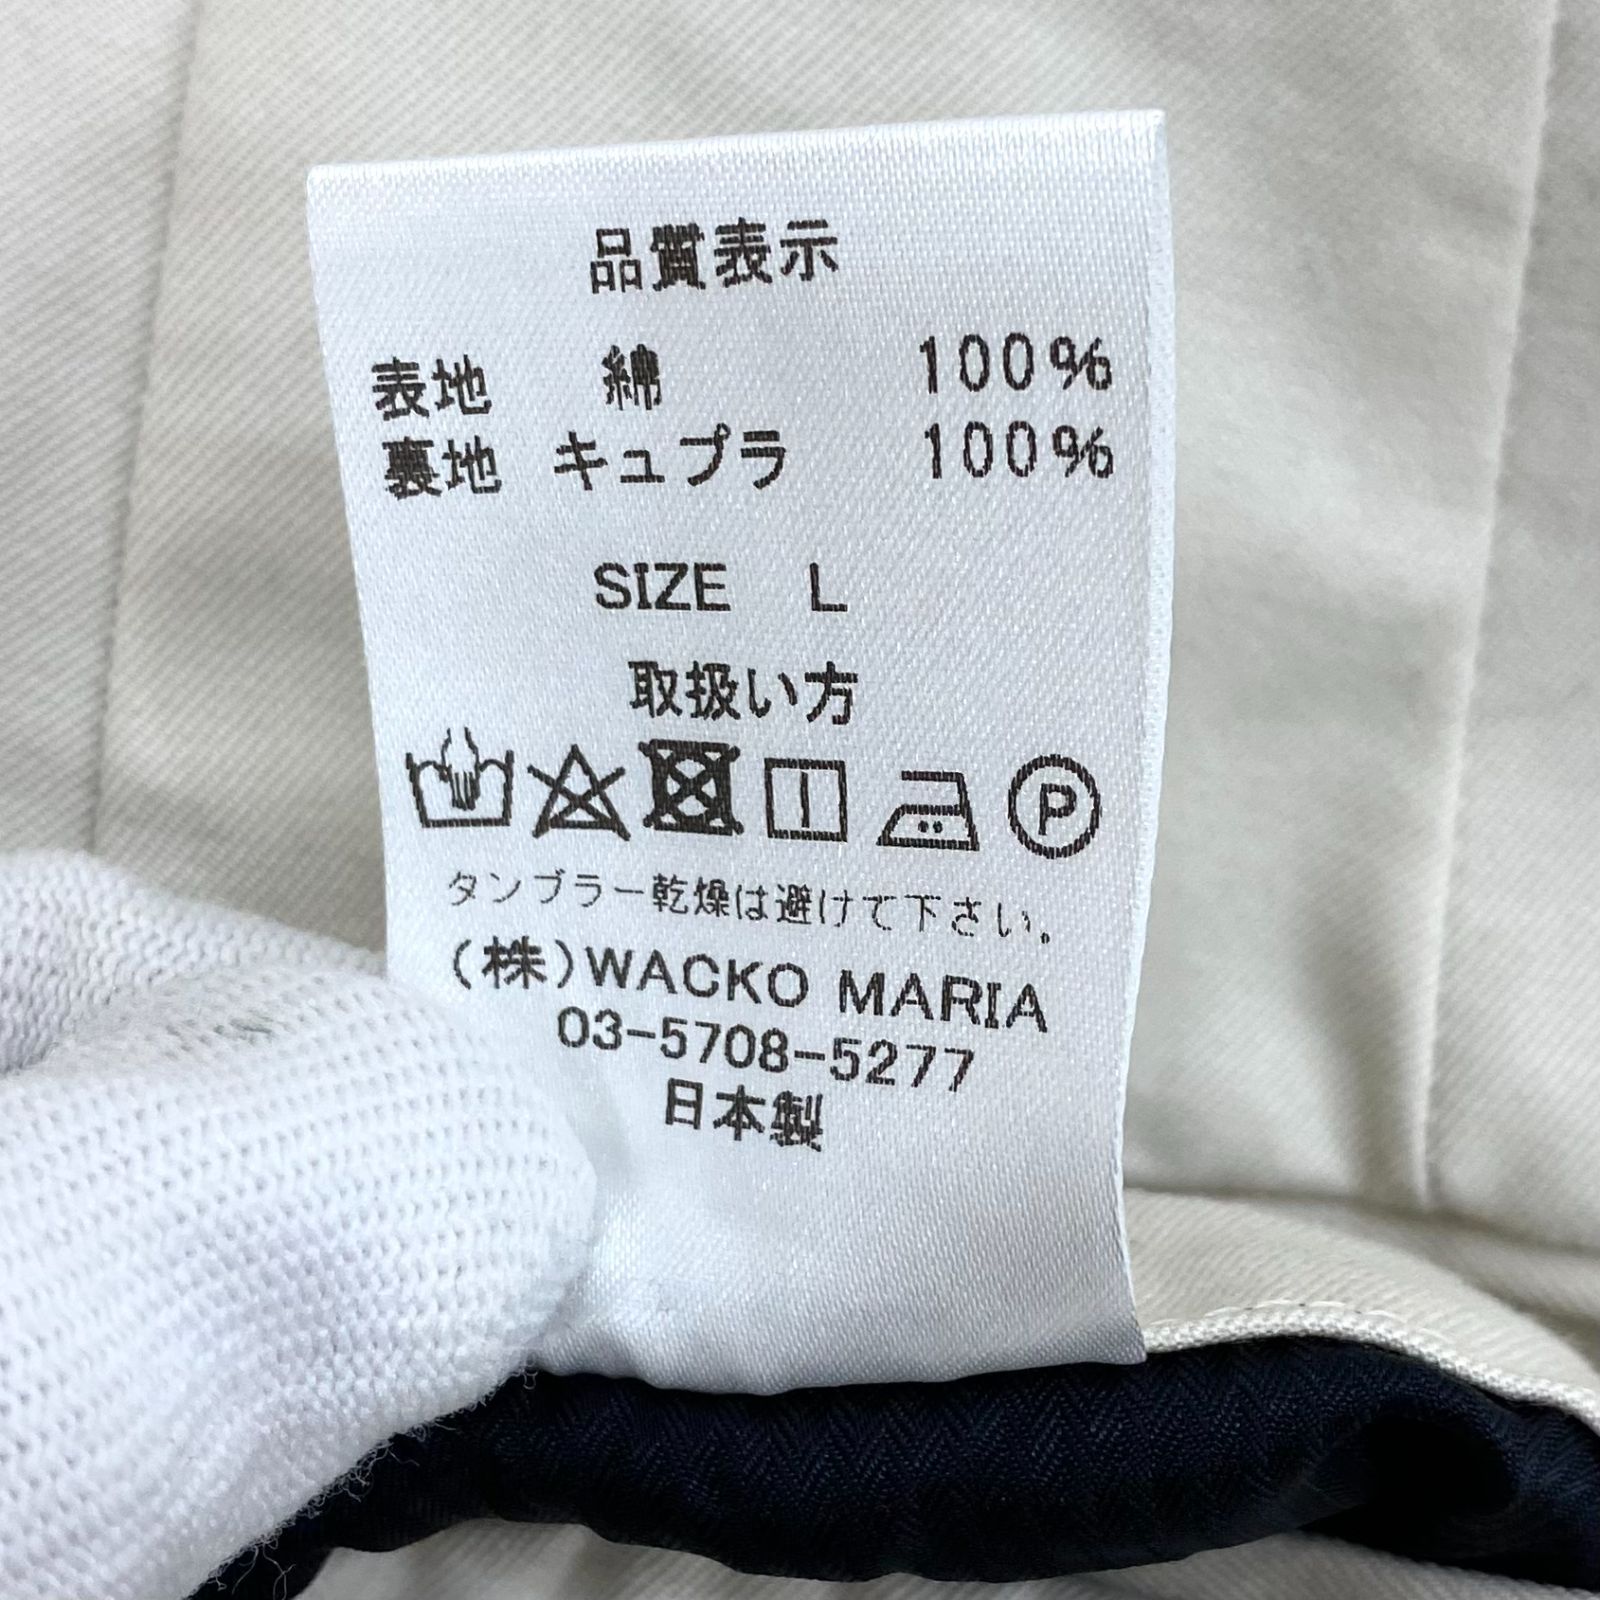 品質表示
表地 綿 100%
裏地 キュプラ 100%
SIZE L
取扱い方
P
タンブラー乾燥は避けて下さい。
(株)WACKO MARIA
03-5708-5277
日本製